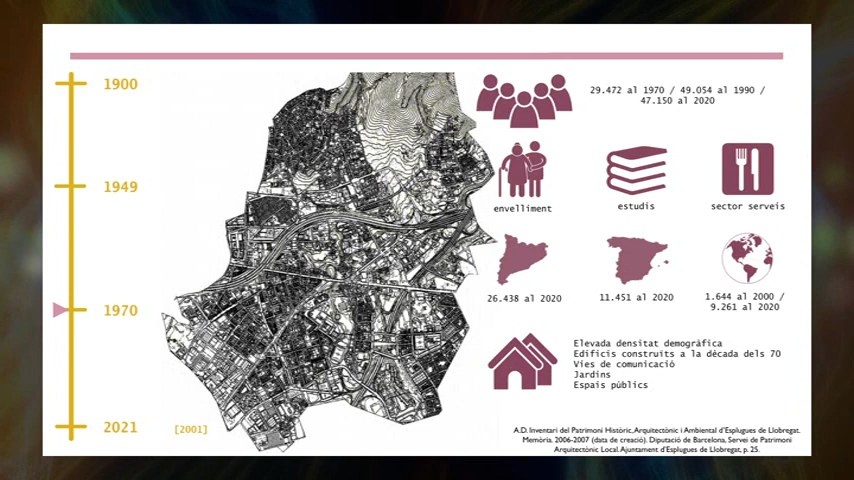 1900
1949
1970
2021
[2001]
29.472 al 1970 / 49.054 al 1990 /
47.150 al 2020
envelliment
estudis
sector serveis
26.438 al 2020
11.451 al 2020
1.644 al 2000 /
9.261 al 2020
Elevada densitat demogràfica
Edificis construïts a la dècada dels 70
Vies de comunicació
Jardins
Espais públics
A.D. Inventari del Patrimoni Històric, Arquitectònic i Ambiental d'Esplugues de Llobregat.
Memòria. 2006-2007 (data de creació). Diputació de Barcelona, Servei de Patrimoni
Arquitectònic Local. Ajuntament d'Esplugues de Llobregat, p. 25.